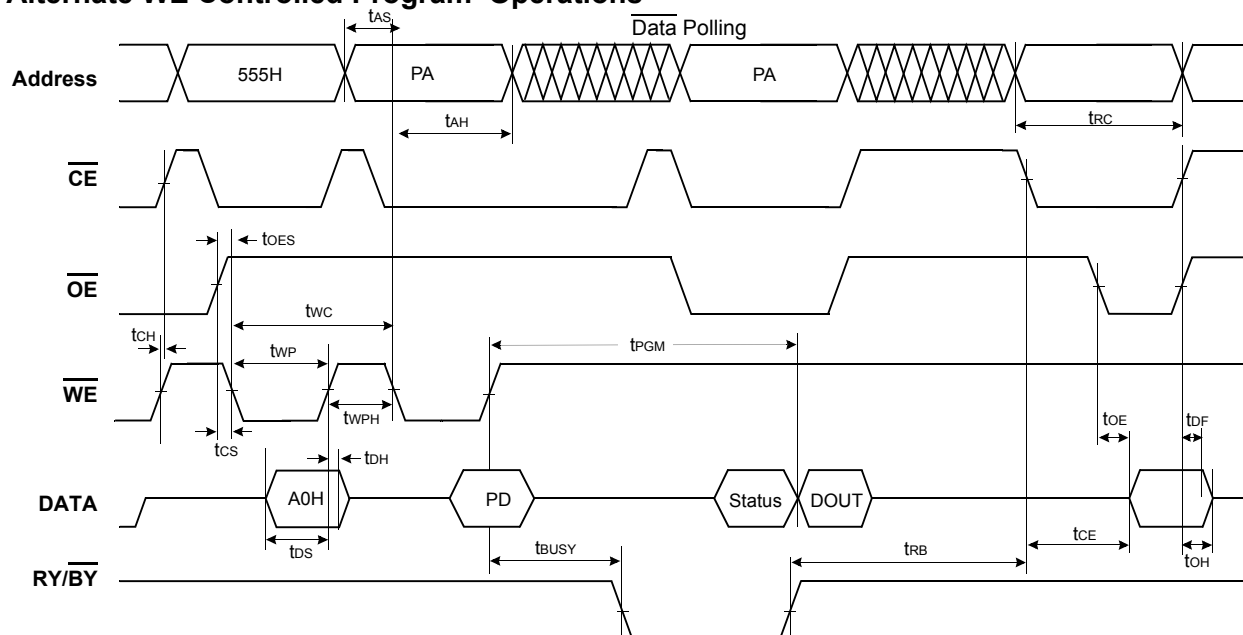 Alternate WE Controlled Program Operations
tAS
Data Polling
Address
555H
PA
PA
tAH
tRC
CE
tOES
OE
tWC
tCH
tWP
tPGM
WE
tWPH
tOE
tDF
tCS
tDH
DATA
A0H
PD
Status
DOUT
tDS
tBUSY
tRB
tCE
tOH
RY/BY